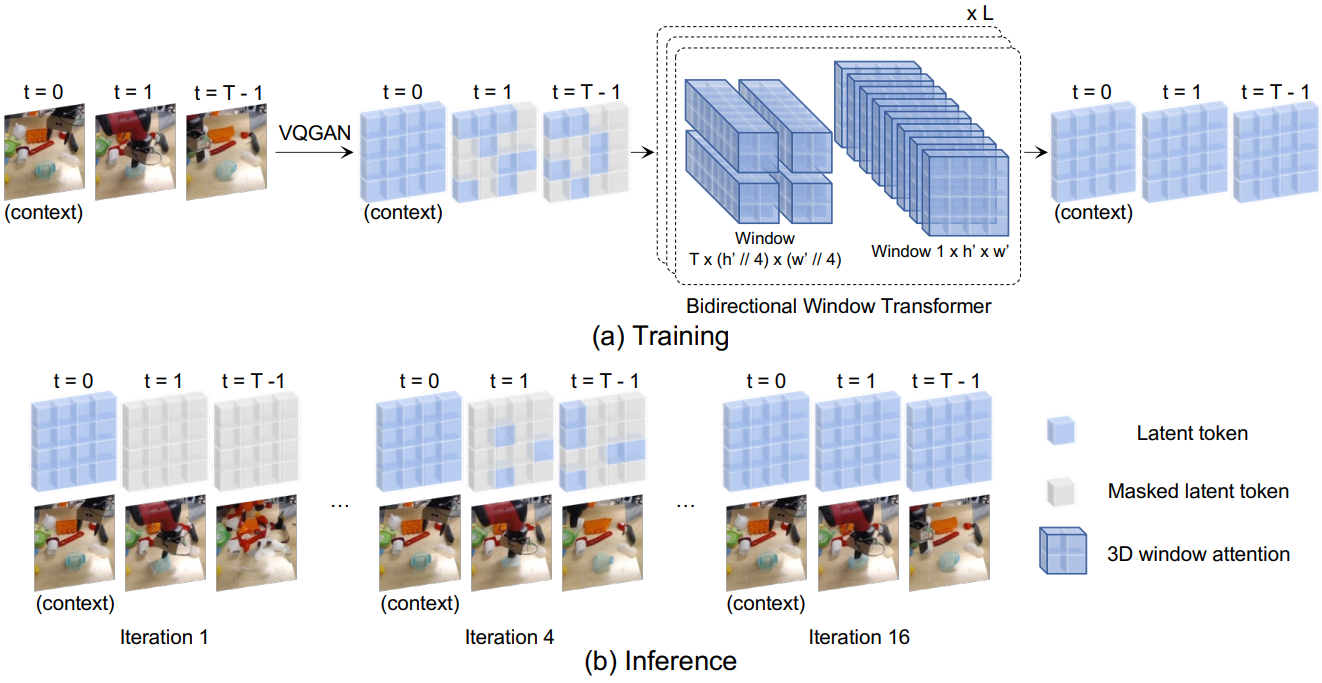 x L
t = 0 t = 1 t = T - 1
VQGAN
t = 0 t = 1 t = T - 1
t = 0 t = 1 t = T - 1
(context)
(context)
(context)
Window
T x (h’ // 4) x (w’ // 4)
Window 1 x h’ x w’
Bidirectional Window Transformer
(a) Training
t = 0 t = 1 t = T -1
t = 0 t = 1 t = T - 1
t = 0 t = 1 t = T - 1
Latent token
Masked latent token
3D window attention
...
...
(context)
(context)
(context)
Iteration 1
Iteration 4
Iteration 16
(b) Inference